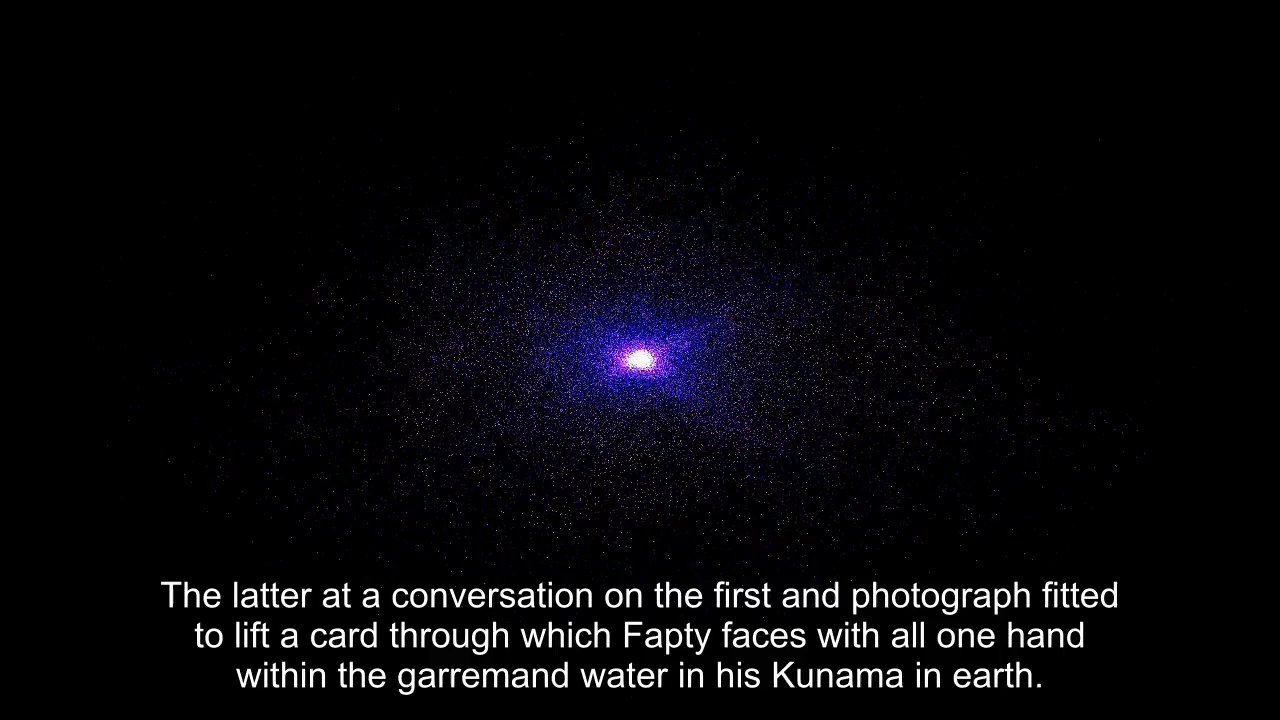 The latter at a conversation on the first and photograph fitted
to lift a card through which Fapty faces with all one hand
within the garremand water in his Kunama in earth.